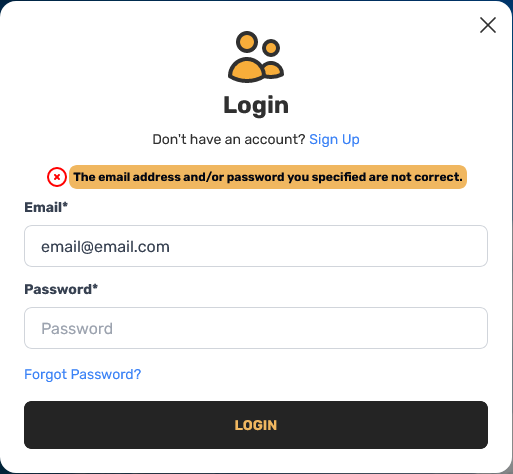 Login
Don't have an account? Sign Up
The email address and/or password you specified are not correct.
Email*
email@email.com
Password*
Password
Forgot Password?
LOGIN